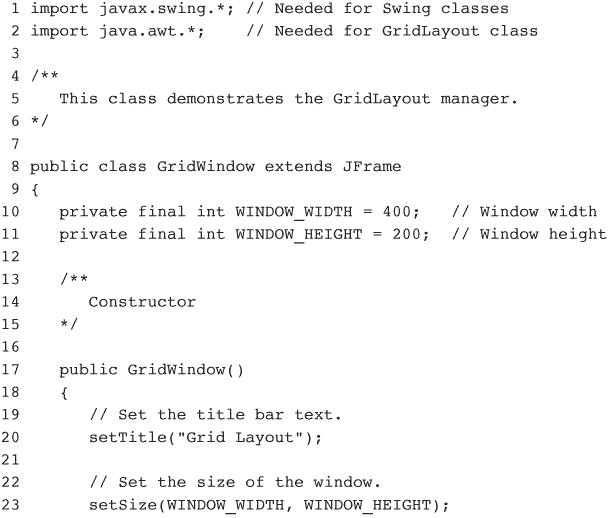 1 import javax.swing.*; // Needed for Swing classes
2 import java.awt.*;    // Needed for GridLayout class
3
4 /**
5    This class demonstrates the GridLayout manager.
6 */
7
8 public class GridWindow extends JFrame
9 {
10    private final int WINDOW_WIDTH = 400;   // Window width
11    private final int WINDOW_HEIGHT = 200;  // Window height
12
13    /**
14       Constructor
15    */
16
17    public GridWindow()
18    {
19       // Set the title bar text.
20       setTitle("Grid Layout");
21
22       // Set the size of the window.
23       setSize(WINDOW_WIDTH, WINDOW_HEIGHT);